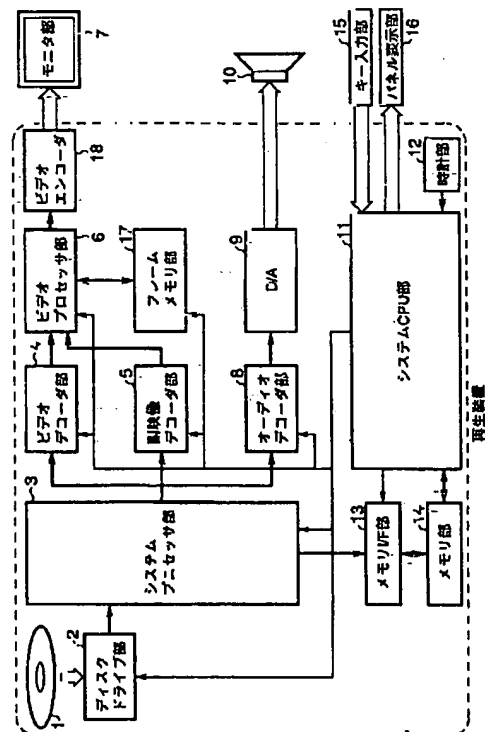 1
2
ディスク
ドライブ部
3
システム
プニセッサ部
4
ビデオ
デコーダ部
5
副映像
デコーダ部
6
ビデオ
プロセッサ部
17
フノーム
メモリ部
18
ビデオ
エンコーダ
7
モニタ部
8
オーディオ
デコーダ部
9
D/A
10
13
メモリI/F部
14
メモリ部
11
システムCPU部
12
時計部
15
キー入力部
パネル表示部
16
再生装置